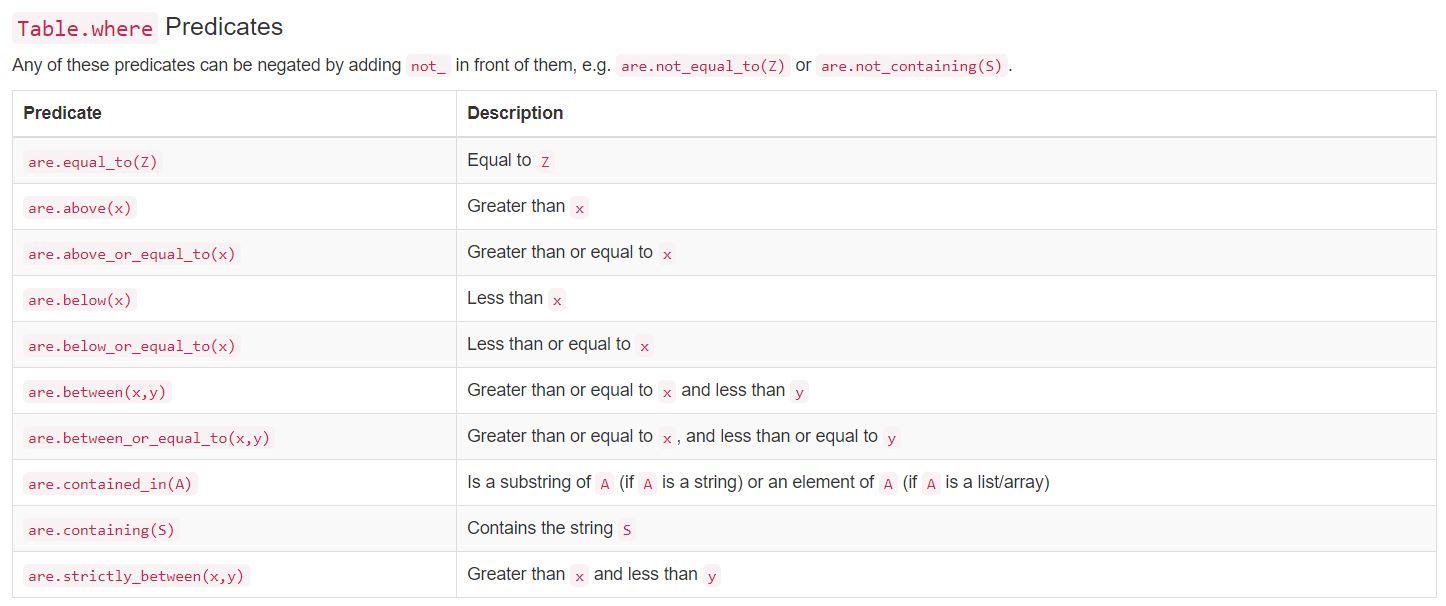 Table.where Predicates
Any of these predicates can be negated by adding not_ in front of them, e.g. are.not_equal_to(Z) or are.not_containing(S) .
Predicate Description
are.equal_to(Z) Equal to Z
are.above(x) Greater than x
are.above_or_equal_to(x) Greater than or equal to x
are.below(x) Less than x
are.below_or_equal_to(x) Less than or equal to x
are.between(x,y) Greater than or equal to x and less than y
are.between_or_equal_to(x,y) Greater than or equal to x , and less than or equal to y
are.contained_in(A) Is a substring of A (if A is a string) or an element of A (if A is a list/array)
are.containing(S) Contains the string S
are.strictly_between(x,y) Greater than x and less than y